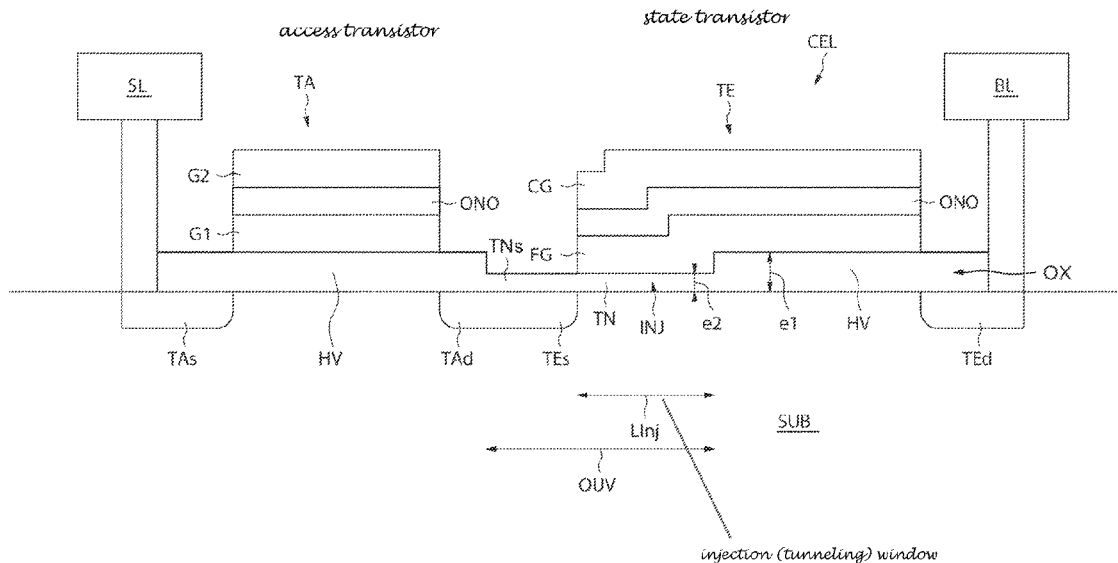 access transistor
state transistor
CEL
SL
TA
TE
BL
G2
CG
ONO
ONO
G1
TNs
FG
OX
TAs
HV
TAd
TEs
TN
INJ
e2
e1
HV
TEd
LInj
SUB
OUV
injection (tunneling) window